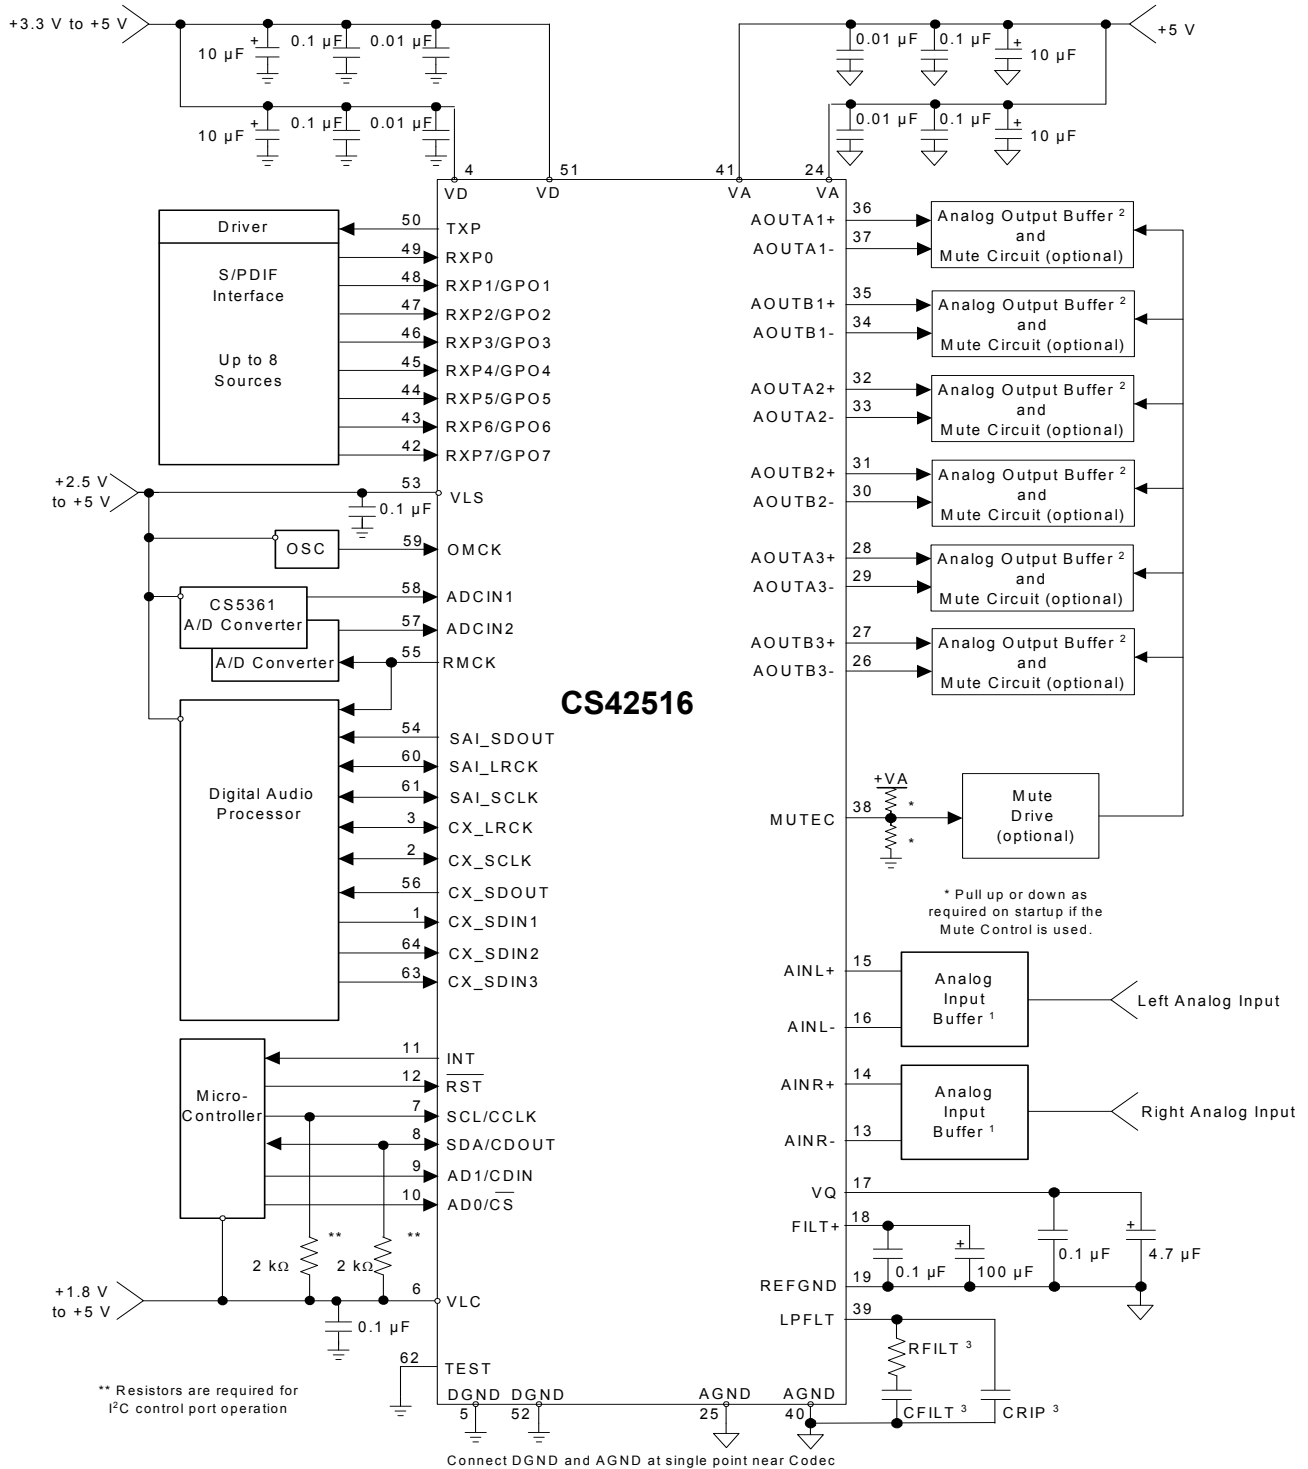 +3.3 V to +5 V
10 µF
+
0.1 µF
0.01 µF
10 µF
+
0.1 µF
0.01 µF
+5 V
0.01 µF
0.1 µF
+
10 µF
0.01 µF
0.1 µF
+
10 µF
4
51
41
24
VD
VD
VA
VA
Driver
S/PDIF
Interface
Up to 8
Sources
50
TXP
49
RXP0
48
RXP1/GPO1
47
RXP2/GPO2
46
RXP3/GPO3
45
RXP4/GPO4
44
RXP5/GPO5
43
RXP6/GPO6
42
RXP7/GPO7
+2.5 V
to +5 V
53
VLS
0.1 µF
OSC
59
OMCK
CS5361
A/D Converter
58
ADCIN1
57
ADCIN2
A/D Converter
55
RMCK
Digital Audio
Processor
54
SAI_SDOUT
60
SAI_LRCK
61
SAI_SCLK
3
CX_LRCK
2
CX_SCLK
56
CX_SDOUT
1
CX_SDIN1
64
CX_SDIN2
63
CX_SDIN3
Micro-
Controller
11
INT
12
RST
7
SCL/CCLK
8
SDA/CDOUT
9
AD1/CDIN
10
AD0/CS
**
2 kΩ
**
2 kΩ
+1.8 V
to +5 V
6
VLC
0.1 µF
62
TEST
** Resistors are required for
I²C control port operation
CS42516
AOUTA1+
36
AOUTA1-
37
Analog Output Buffer ²
and
Mute Circuit (optional)
AOUTB1+
35
AOUTB1-
34
Analog Output Buffer ²
and
Mute Circuit (optional)
AOUTA2+
32
AOUTA2-
33
Analog Output Buffer ²
and
Mute Circuit (optional)
AOUTB2+
31
AOUTB2-
30
Analog Output Buffer ²
and
Mute Circuit (optional)
AOUTA3+
28
AOUTA3-
29
Analog Output Buffer ²
and
Mute Circuit (optional)
AOUTB3+
27
AOUTB3-
26
Analog Output Buffer ²
and
Mute Circuit (optional)
MUTEC
38
+VA
*
*
Mute
Drive
(optional)
* Pull up or down as
required on startup if the
Mute Control is used.
AINL+
15
AINL-
16
Analog
Input
Buffer ¹
Left Analog Input
AINR+
14
AINR-
13
Analog
Input
Buffer ¹
Right Analog Input
VQ
17
FILT+
18
REFGND
19
0.1 µF
+
100 µF
0.1 µF
+
4.7 µF
LPFLT
39
RFILT ³
CFILT ³
CRIP ³
DGND
DGND
AGND
AGND
5
52
25
40
Connect DGND and AGND at single point near Codec